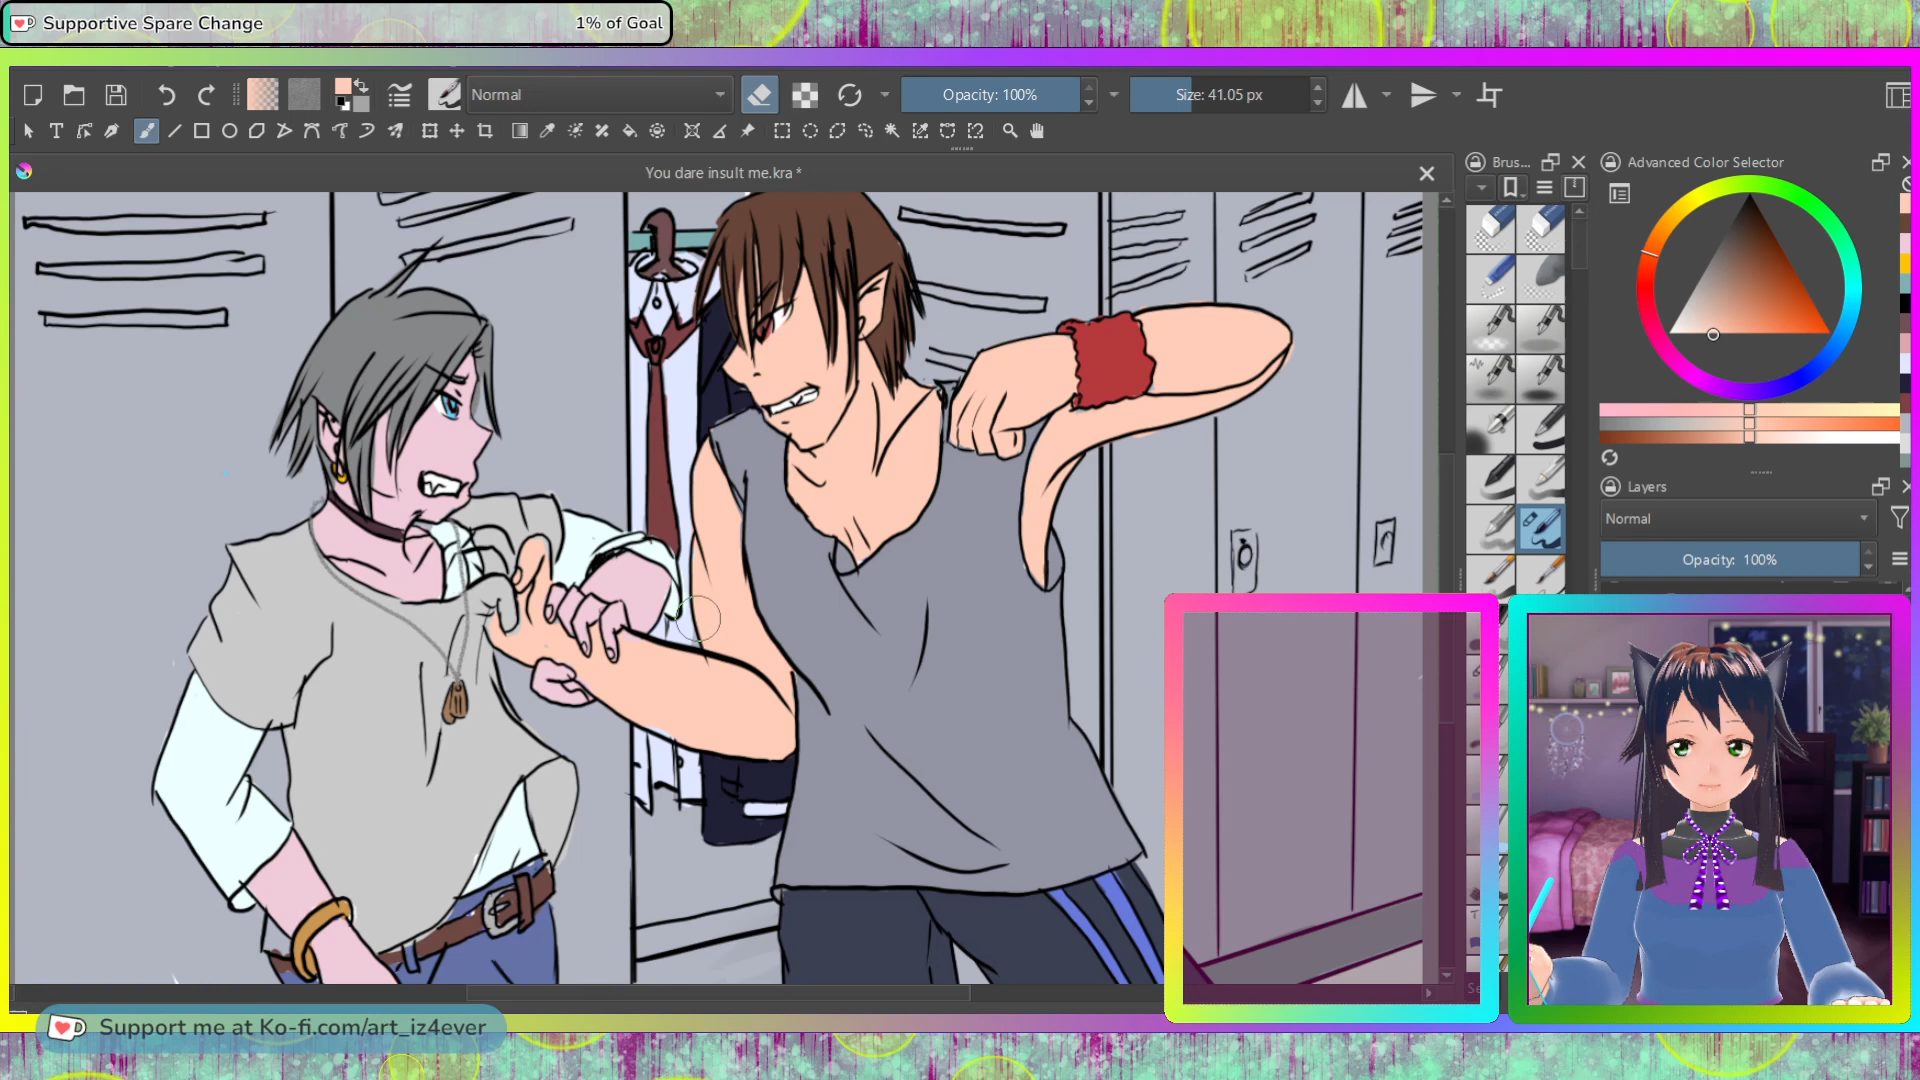 Supportive Spare Change 1% of Goal
Normal Opacity: 100% Size: 41.05 px
You dare insult me.kra *
Brus...
Advanced Color Selector
Layers
Normal
Opacity: 100%
Support me at Ko-fi.com/art_iz4ever